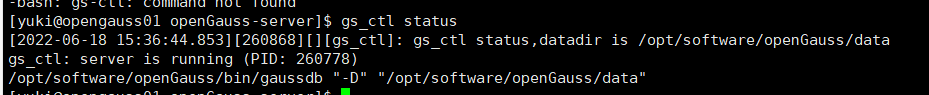 -bash: gs-ctl: command not found
[yuki@opengauss01 openGauss-server]$ gs_ctl status
[2022-06-18 15:36:44.853][260868][][gs_ctl]: gs_ctl status,datadir is /opt/software/openGauss/data
gs_ctl: server is running (PID: 260778)
/opt/software/openGauss/bin/gaussdb "-D" "/opt/software/openGauss/data"
[yuki@opengauss01 openGauss-server]$